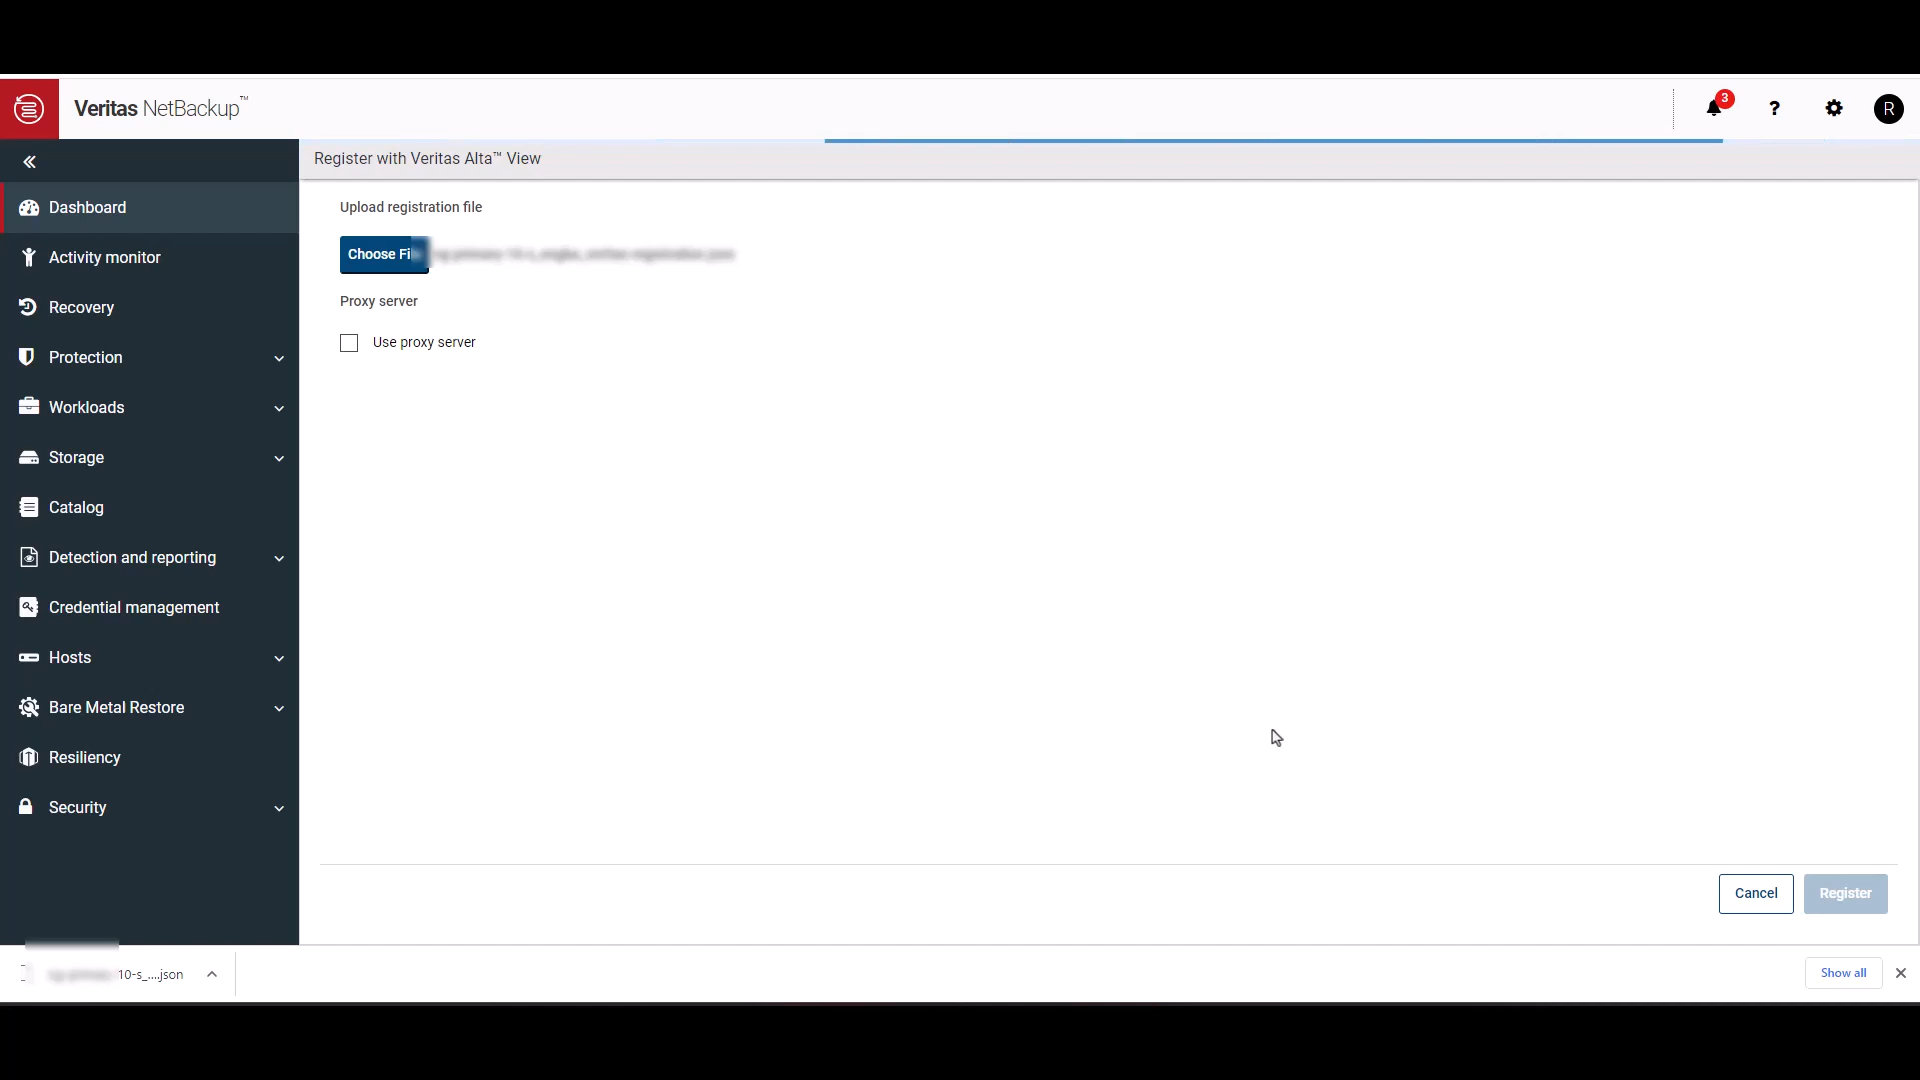 Veritas NetBackup™
3
R
Register with Veritas Alta™ View
Dashboard
Activity monitor
Recovery
Protection
Workloads
Storage
Catalog
Detection and reporting
Credential management
Hosts
Bare Metal Restore
Resiliency
Security
Upload registration file
Choose Fi
Proxy server
Use proxy server
Cancel
Register
10-s_....json
Show all